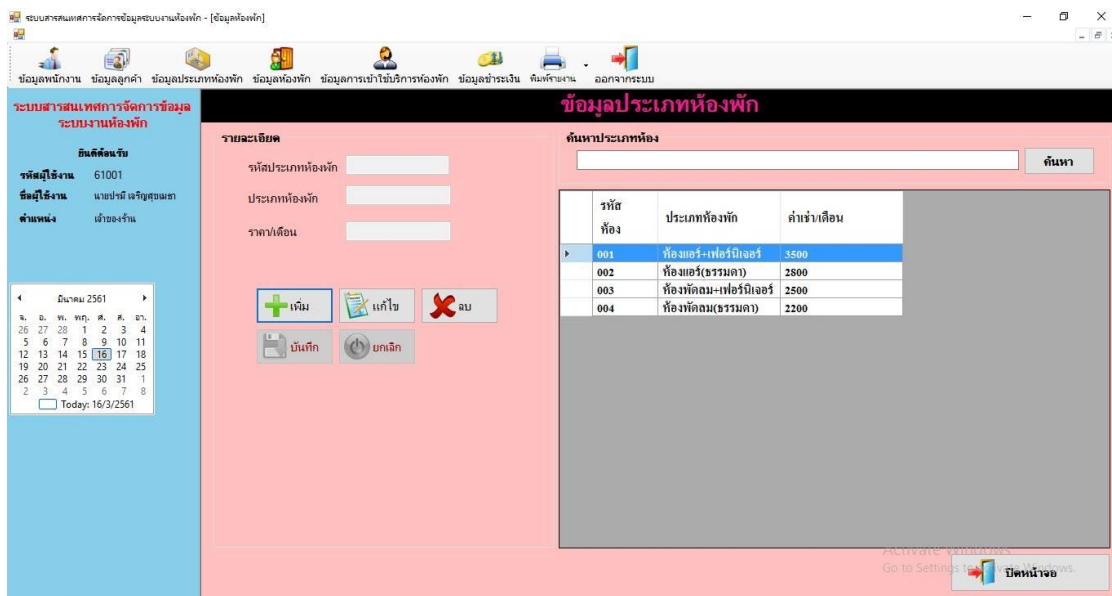 ระบบสารสนเทศการจัดการข้อมูลระบบงานห้องพัก - [ข้อมูลห้องพัก]
ข้อมูลพนักงาน ข้อมูลลูกค้า ข้อมูลประเภทห้องพัก ข้อมูลห้องพัก ข้อมูลการเข้าใช้บริการห้องพัก ข้อมูลชำระเงิน พิมพ์รายงาน ออกจากระบบ
ระบบสารสนเทศการจัดการข้อมูล
ระบบงานห้องพัก
ยินดีต้อนรับ
รหัสผู้ใช้งาน 61001
ชื่อผู้ใช้งาน
ตำแหน่ง เจ้าของร้าน
มีนาคม 2561
จ. อ. พ. พฤ. ศ. ส. อา.
26 27 28 1 2 3 4
5 6 7 8 9 10 11
12 13 14 15 16 17 18
19 20 21 22 23 24 25
26 27 28 29 30 31 1
2 3 4 5 6 7 8
Today: 16/3/2561
ข้อมูลประเภทห้องพัก
รายละเอียด
รหัสประเภทห้องพัก
ประเภทห้องพัก
ราคา/เดือน
เพิ่ม แก้ไข ลบ
บันทึก ยกเลิก
ค้นหาประเภทห้อง
ค้นหา
รหัส
ห้อง ประเภทห้องพัก ค่าเช่า/เดือน
001 ห้องแอร์+เฟอร์นิเจอร์ 3500
002 ห้องแอร์(ธรรมดา) 2800
003 ห้องพัดลม+เฟอร์นิเจอร์ 2500
004 ห้องพัดลม(ธรรมดา) 2200
Activate Windows
Go to Settings to activate Windows.
ปิดหน้าจอ